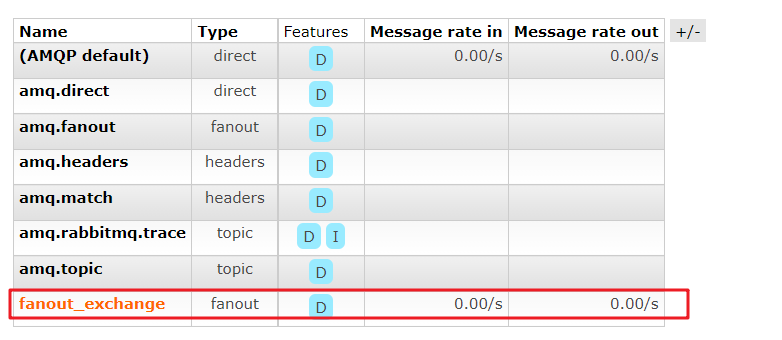 Name Type Features Message rate in Message rate out +/-
(AMQP default) direct D 0.00/s 0.00/s
amq.direct direct D
amq.fanout fanout D
amq.headers headers D
amq.match headers D
amq.rabbitmq.trace topic D I
amq.topic topic D
fanout_exchange fanout D 0.00/s 0.00/s